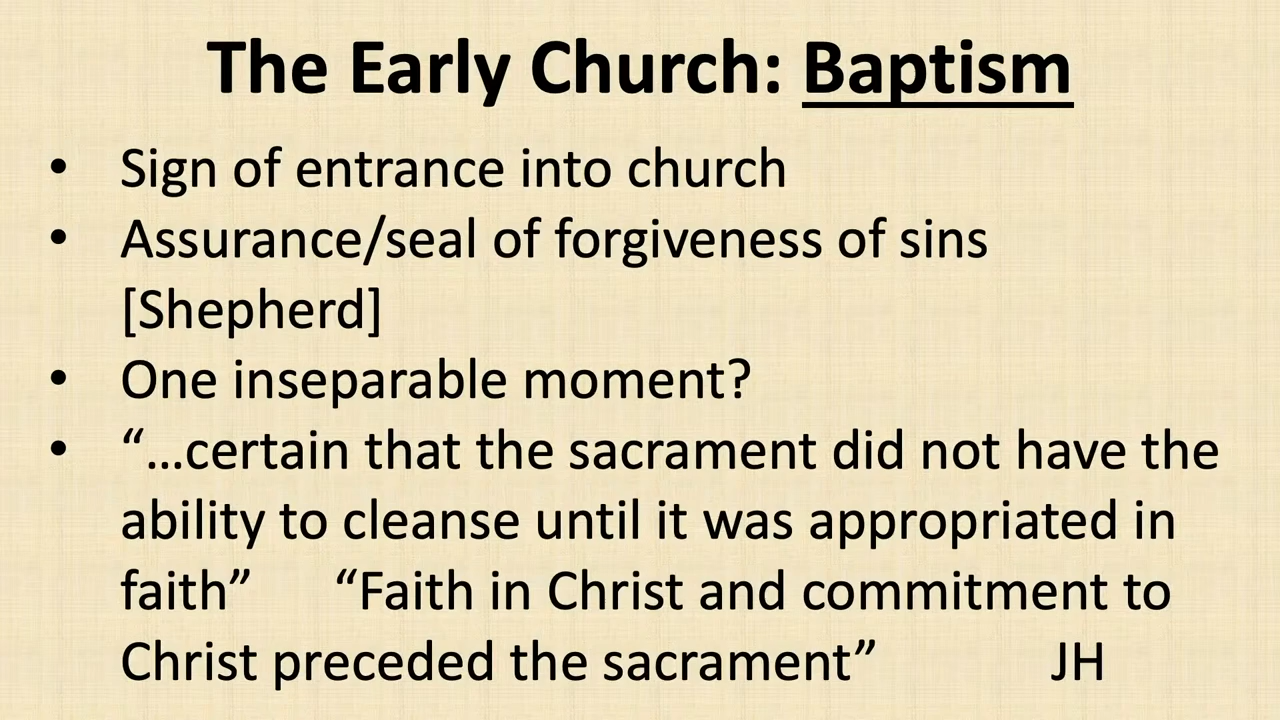 The Early Church: Baptism
• Sign of entrance into church
• Assurance/seal of forgiveness of sins
[Shepherd]
• One inseparable moment?
• “…certain that the sacrament did not have the
ability to cleanse until it was appropriated in
faith” “Faith in Christ and commitment to
Christ preceded the sacrament” JH